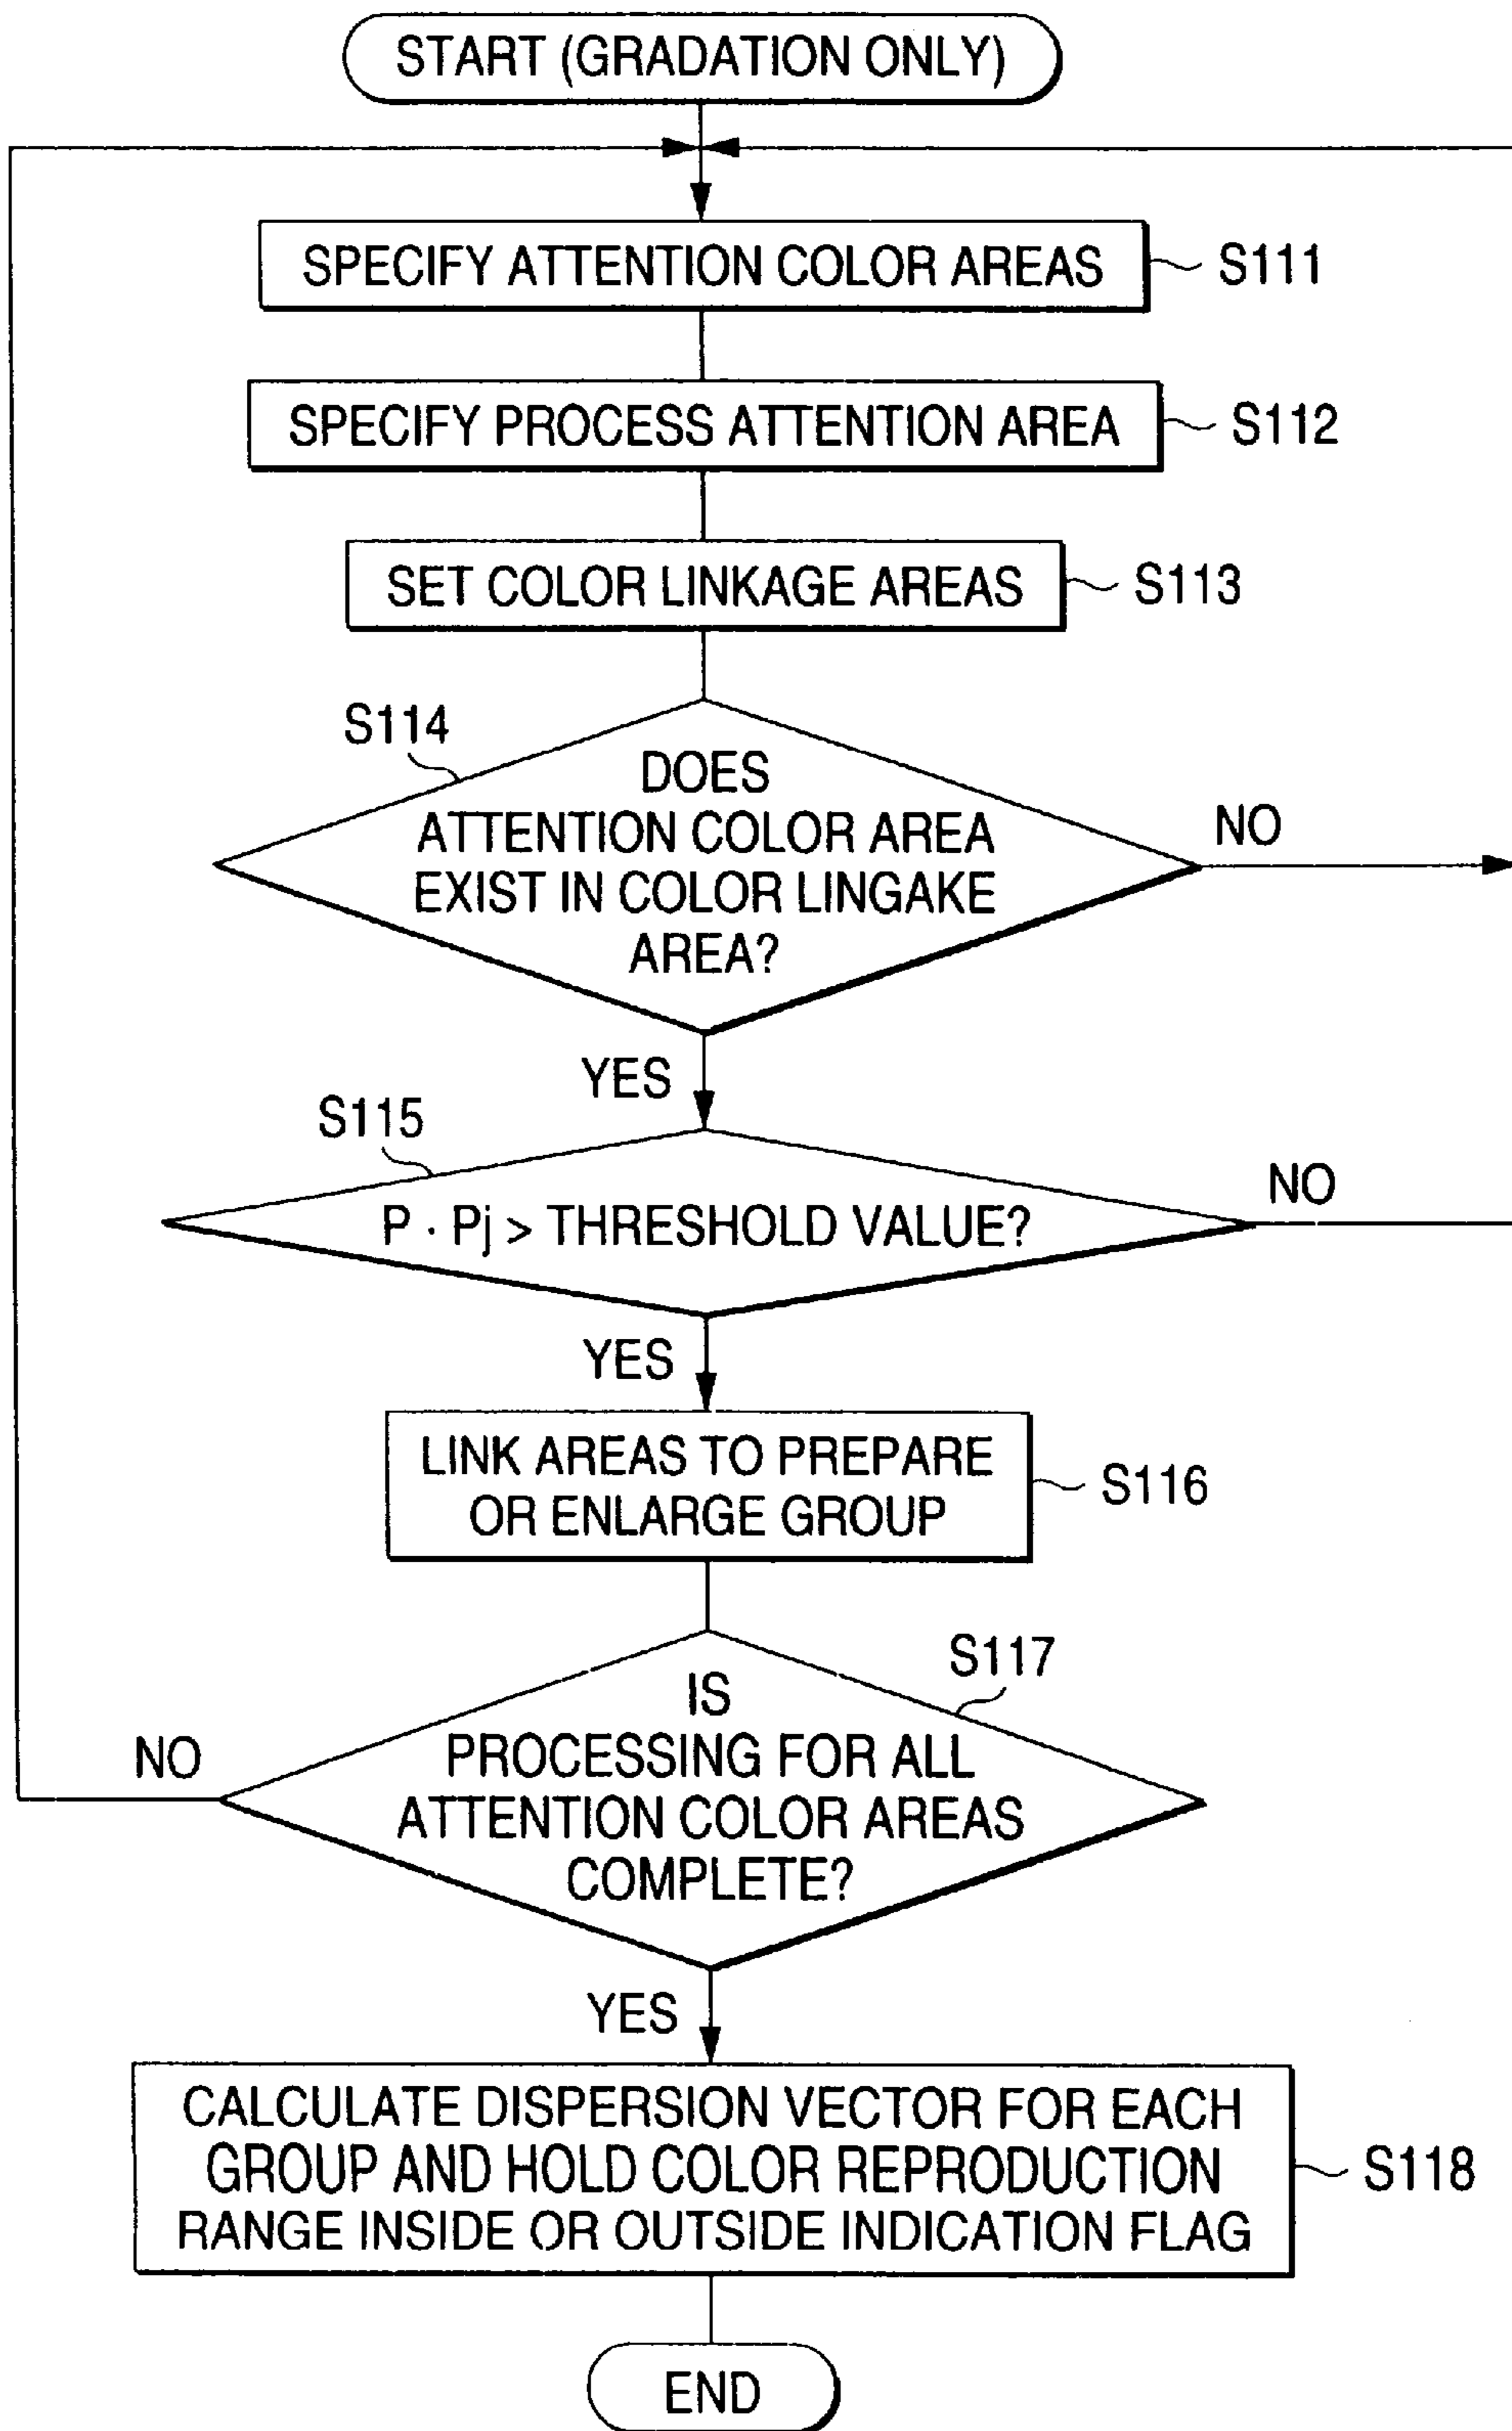 START (GRADATION ONLY)
SPECIFY ATTENTION COLOR AREAS
S111
SPECIFY PROCESS ATTENTION AREA
S112
SET COLOR LINKAGE AREAS
S113
S114
DOES
ATTENTION COLOR AREA
EXIST IN COLOR LINGAKE
AREA?
NO
YES
S115
P · Pj > THRESHOLD VALUE?
NO
YES
LINK AREAS TO PREPARE
OR ENLARGE GROUP
S116
S117
IS
PROCESSING FOR ALL
ATTENTION COLOR AREAS
COMPLETE?
NO
YES
CALCULATE DISPERSION VECTOR FOR EACH
GROUP AND HOLD COLOR REPRODUCTION
RANGE INSIDE OR OUTSIDE INDICATION FLAG
S118
END